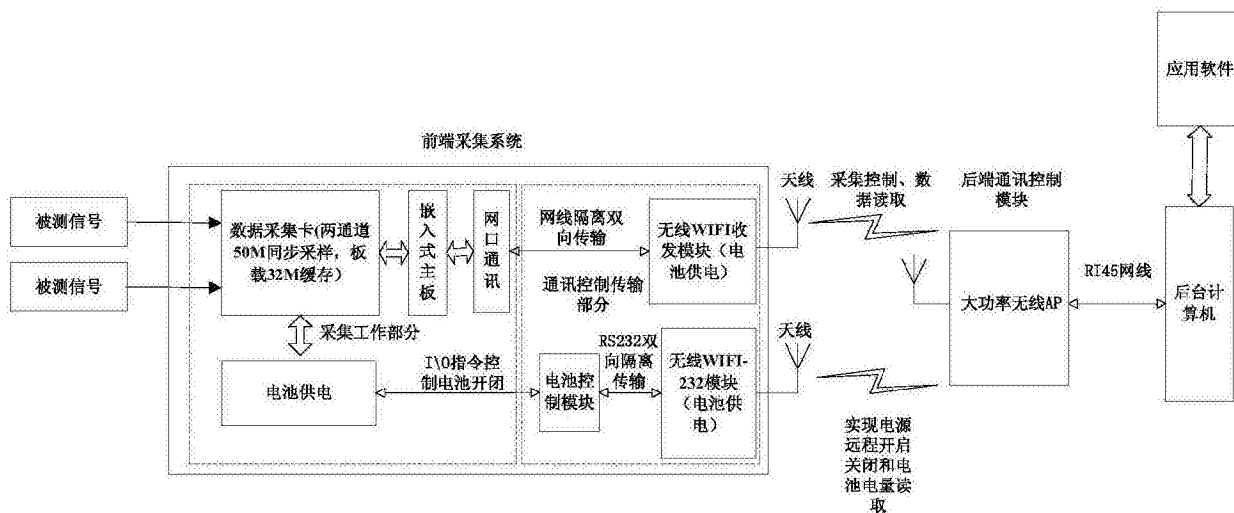 应用软件
前端采集系统
被测信号
被测信号
数据采集卡(两通道
50M同步采样，板
载32M缓存)
嵌
入
式
主
板
网
口
通
讯
网线隔离双
向传输
无线WIFI收
发模块（电
池供电）
天线
采集控制、数
据读取
后端通讯控制
模块
通讯控制传输
部分
采集工作部分
大功率无线AP
RI45网线
后台计
算机
电池供电
I\O指令控
制电池开闭
电池控
制模块
RS232双
向隔离
传输
无线WIFI-
232模块
（电池供
电）
天线
实现电源
远程开启
关闭和电
池电量读
取